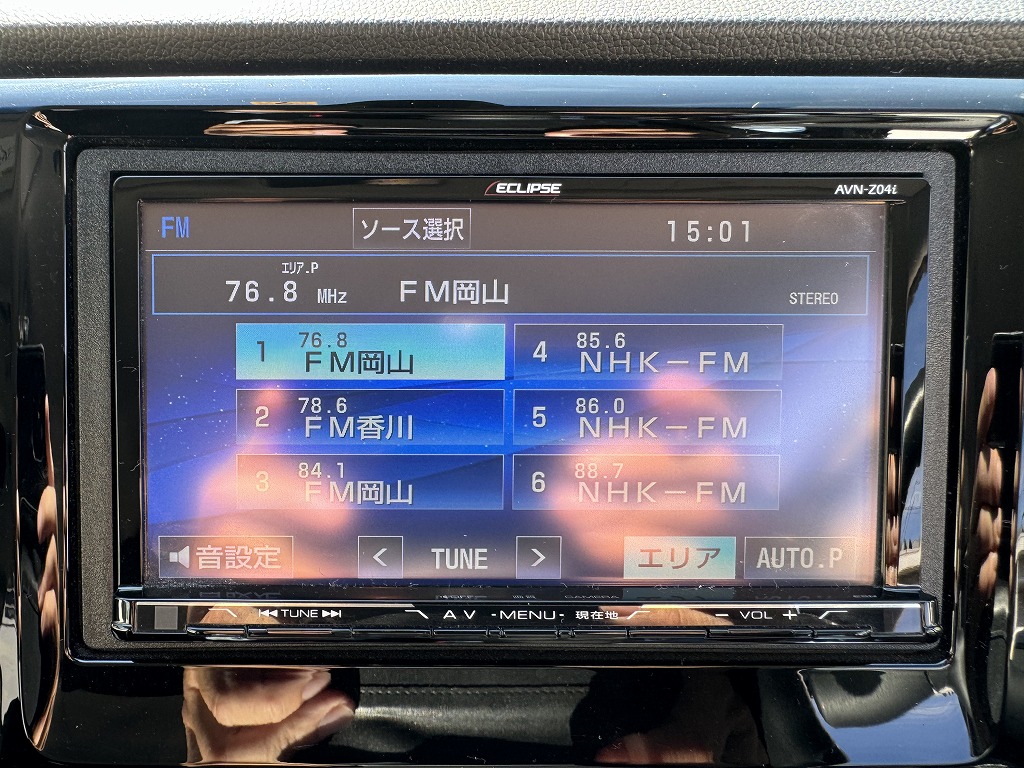 ECLIPSE AVN-Z04i
FM ソース選択 15:01
エリア.P
76.8 MHz FM岡山 STEREO
1 76.8 FM岡山
4 85.6 NHK-FM
2 78.6 FM香川
5 86.0 NHK-FM
3 84.1 FM岡山
6 88.7 NHK-FM
音設定 < TUNE > エリア AUTO.P
TUNE AV -MENU- 現在地 - VOL +